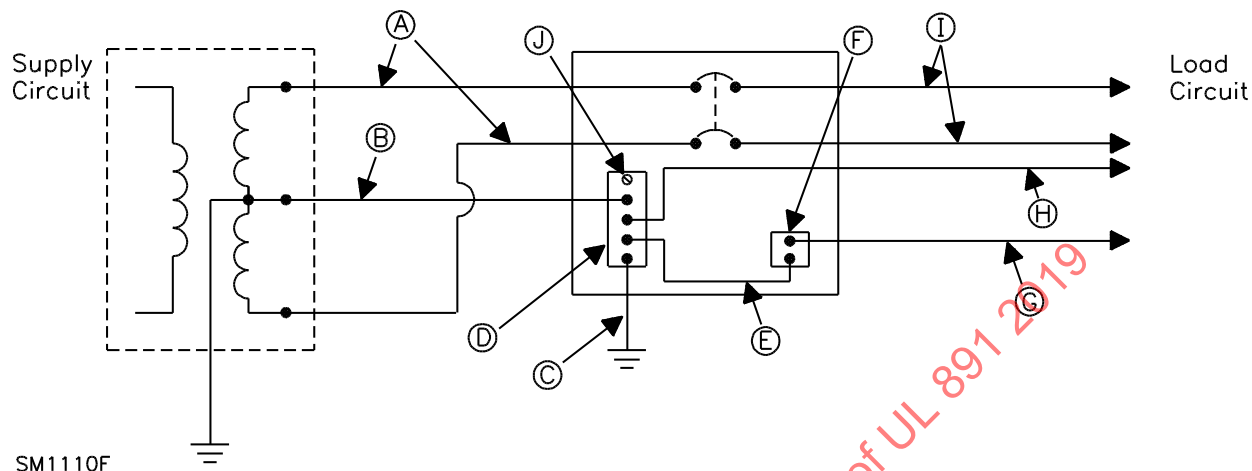 A
J
F
I
Supply
Circuit
Load
Circuit
B
H
G
D
C
E
of UL 891 2019
SM1110F